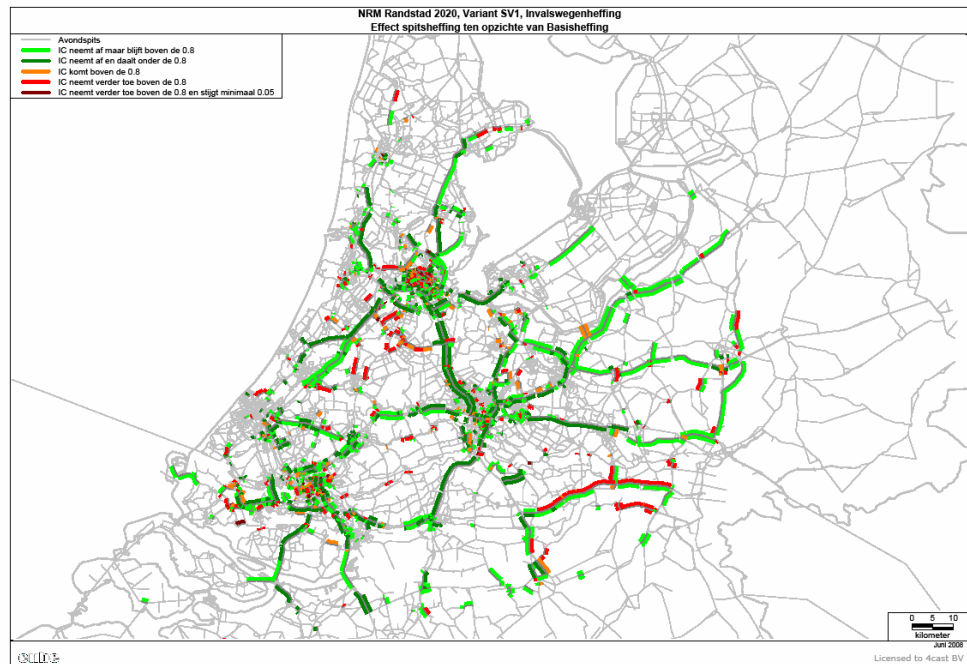 NRM Randstad 2020, Variant SV1, Invalswegenheffing
Effect spitsheffing ten opzichte van Basisheffing
Avondspits
IC neemt af maar blijft boven de 0.8
IC neemt af en daalt onder de 0.8
IC komt boven de 0.8
IC neemt verder toe boven de 0.8
IC neemt verder toe boven de 0.8 en stijgt minimaal 0.05
0 5 10
kilometer
Juni 2008
cube
Licensed to 4cast BV